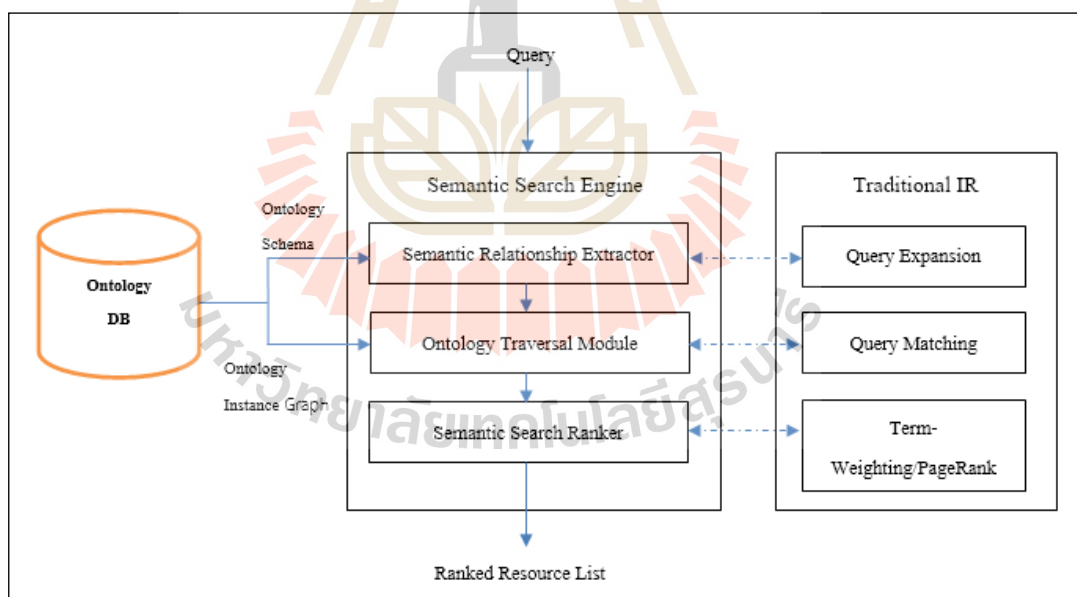 Query
Semantic Search Engine
Traditional IR
Ontology
Schema
Semantic Relationship Extractor
Query Expansion
Ontology
DB
Ontology Traversal Module
Query Matching
Ontology
Instance Graph
Semantic Search Ranker
Term-
Weighting/PageRank
Ranked Resource List
มหาวิทยาลัยเทคโนโลยีสุรนารี